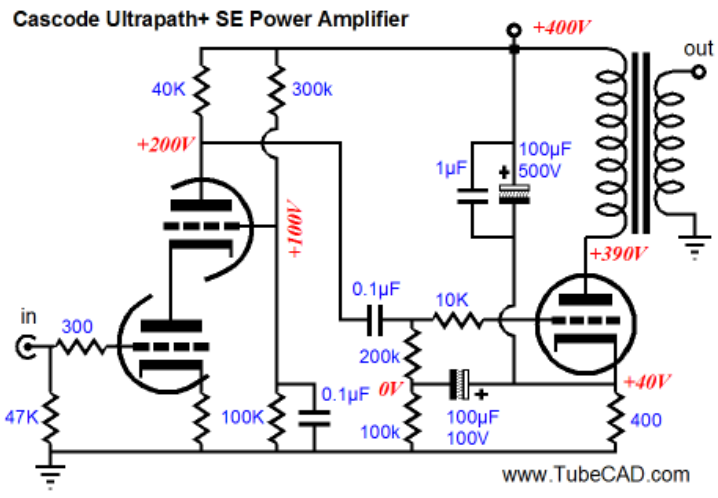 Cascode Ultrapath+ SE Power Amplifier
+400V
out
40K
300k
+200V
100µF
500V
1µF
+
+100V
+390V
in
300
0.1µF
10K
200k
0V
+40V
47K
100K
0.1µF
100k
+
100µF
100V
400
www.TubeCAD.com